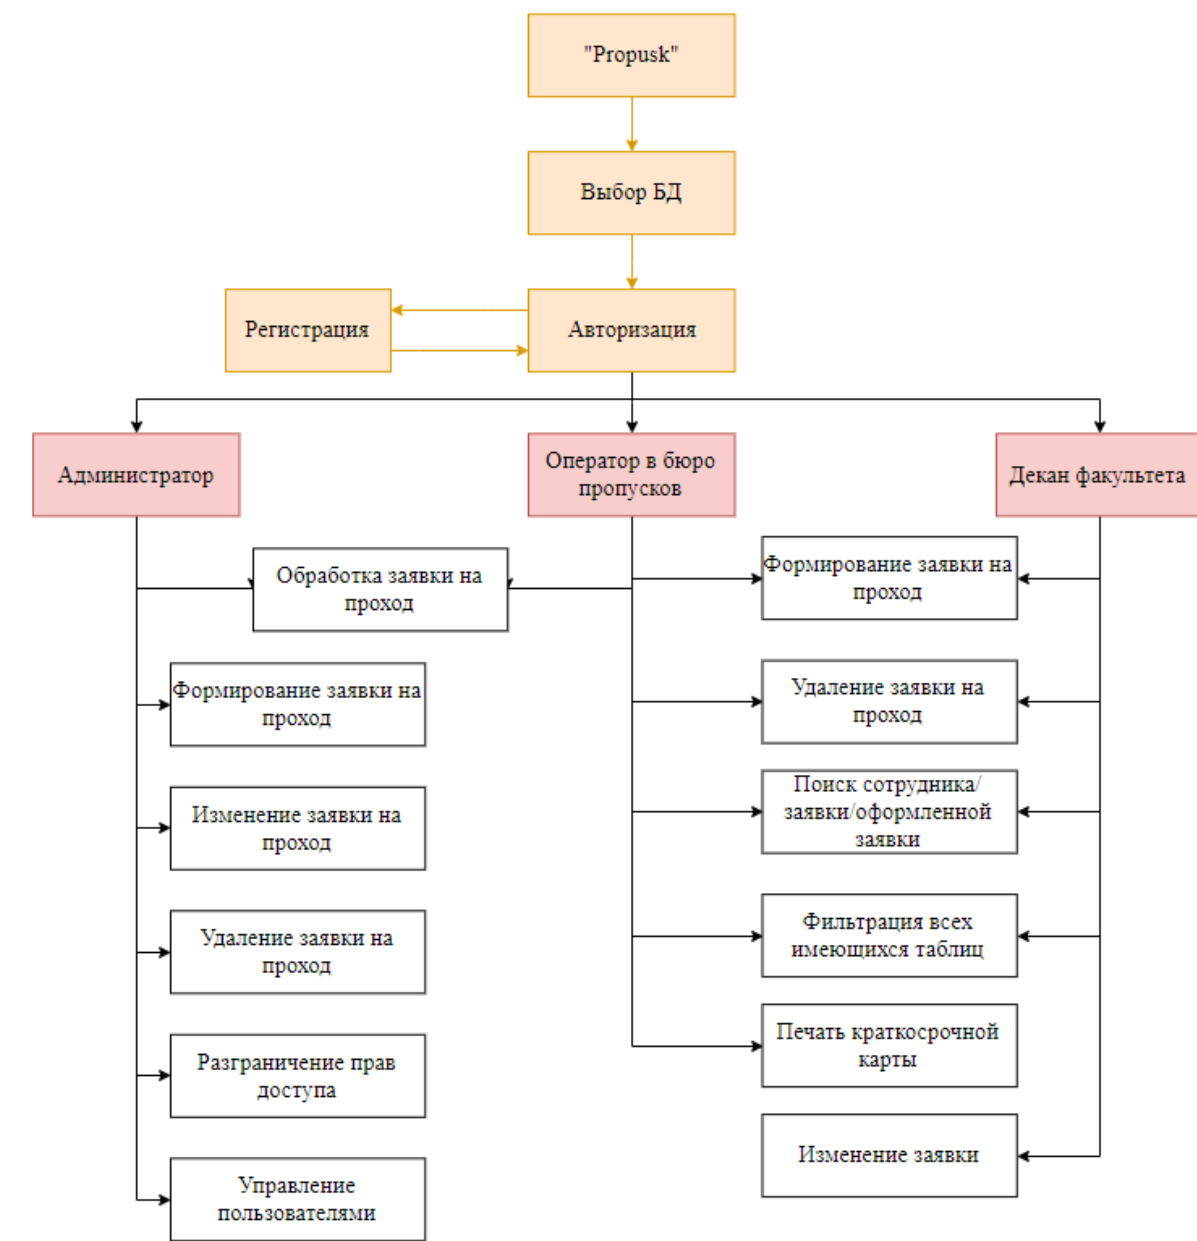 "Propusk"
Выбор БД
Регистрация
Авторизация
Администратор
Оператор в бюро
пропусков
Декан факультета
Обработка заявки на
проход
Формирование заявки на
проход
Формирование заявки на
проход
Удаление заявки на
проход
Изменение заявки на
проход
Поиск сотрудника/
заявки/оформленной
заявки
Удаление заявки на
проход
Фильтрация всех
имеющихся таблиц
Разграничение прав
доступа
Печать краткосрочной
карты
Управление
пользователями
Изменение заявки